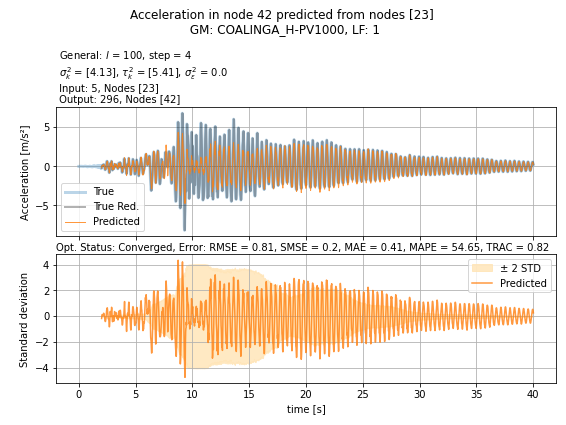 Acceleration in node 42 predicted from nodes [23]
GM: COALINGA_H-PV1000, LF: 1
General: l = 100, step = 4
σ²ₖ = [4.13], τ²ₖ = [5.41], σ²ₑ = 0.0
Input: 5, Nodes [23]
Output: 296, Nodes [42]
Acceleration [m/s²]
5
0
−5
True
True Red.
Predicted
Opt. Status: Converged, Error: RMSE = 0.81, SMSE = 0.2, MAE = 0.41, MAPE = 54.65, TRAC = 0.82
Standard deviation
4
2
0
−2
−4
± 2 STD
Predicted
0 5 10 15 20 25 30 35 40
time [s]